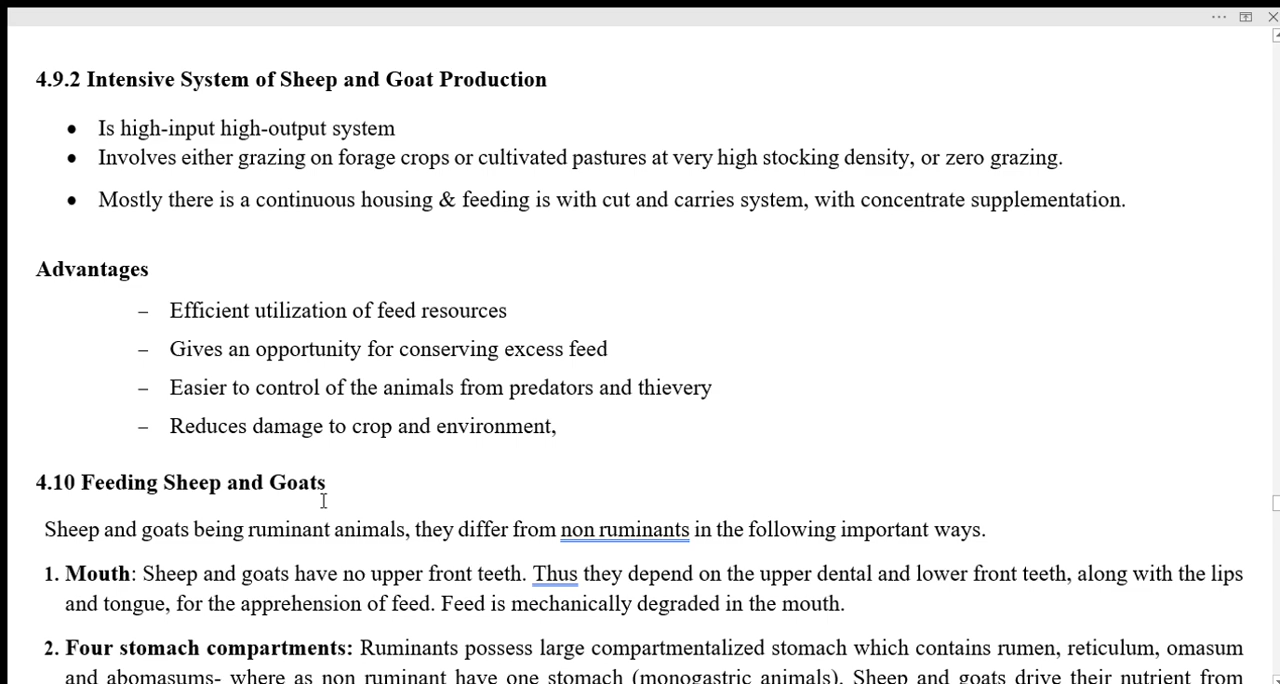 4.9.2 Intensive System of Sheep and Goat Production
• Is high-input high-output system
• Involves either grazing on forage crops or cultivated pastures at very high stocking density, or zero grazing.
• Mostly there is a continuous housing & feeding is with cut and carries system, with concentrate supplementation.
Advantages
– Efficient utilization of feed resources
– Gives an opportunity for conserving excess feed
– Easier to control of the animals from predators and thievery
– Reduces damage to crop and environment,
4.10 Feeding Sheep and Goats
Sheep and goats being ruminant animals, they differ from non ruminants in the following important ways.
1. Mouth: Sheep and goats have no upper front teeth. Thus they depend on the upper dental and lower front teeth, along with the lips
and tongue, for the apprehension of feed. Feed is mechanically degraded in the mouth.
2. Four stomach compartments: Ruminants possess large compartmentalized stomach which contains rumen, reticulum, omasum
and abomasums- where as non ruminant have one stomach (monogastric animals). Sheep and goats drive their nutrient from